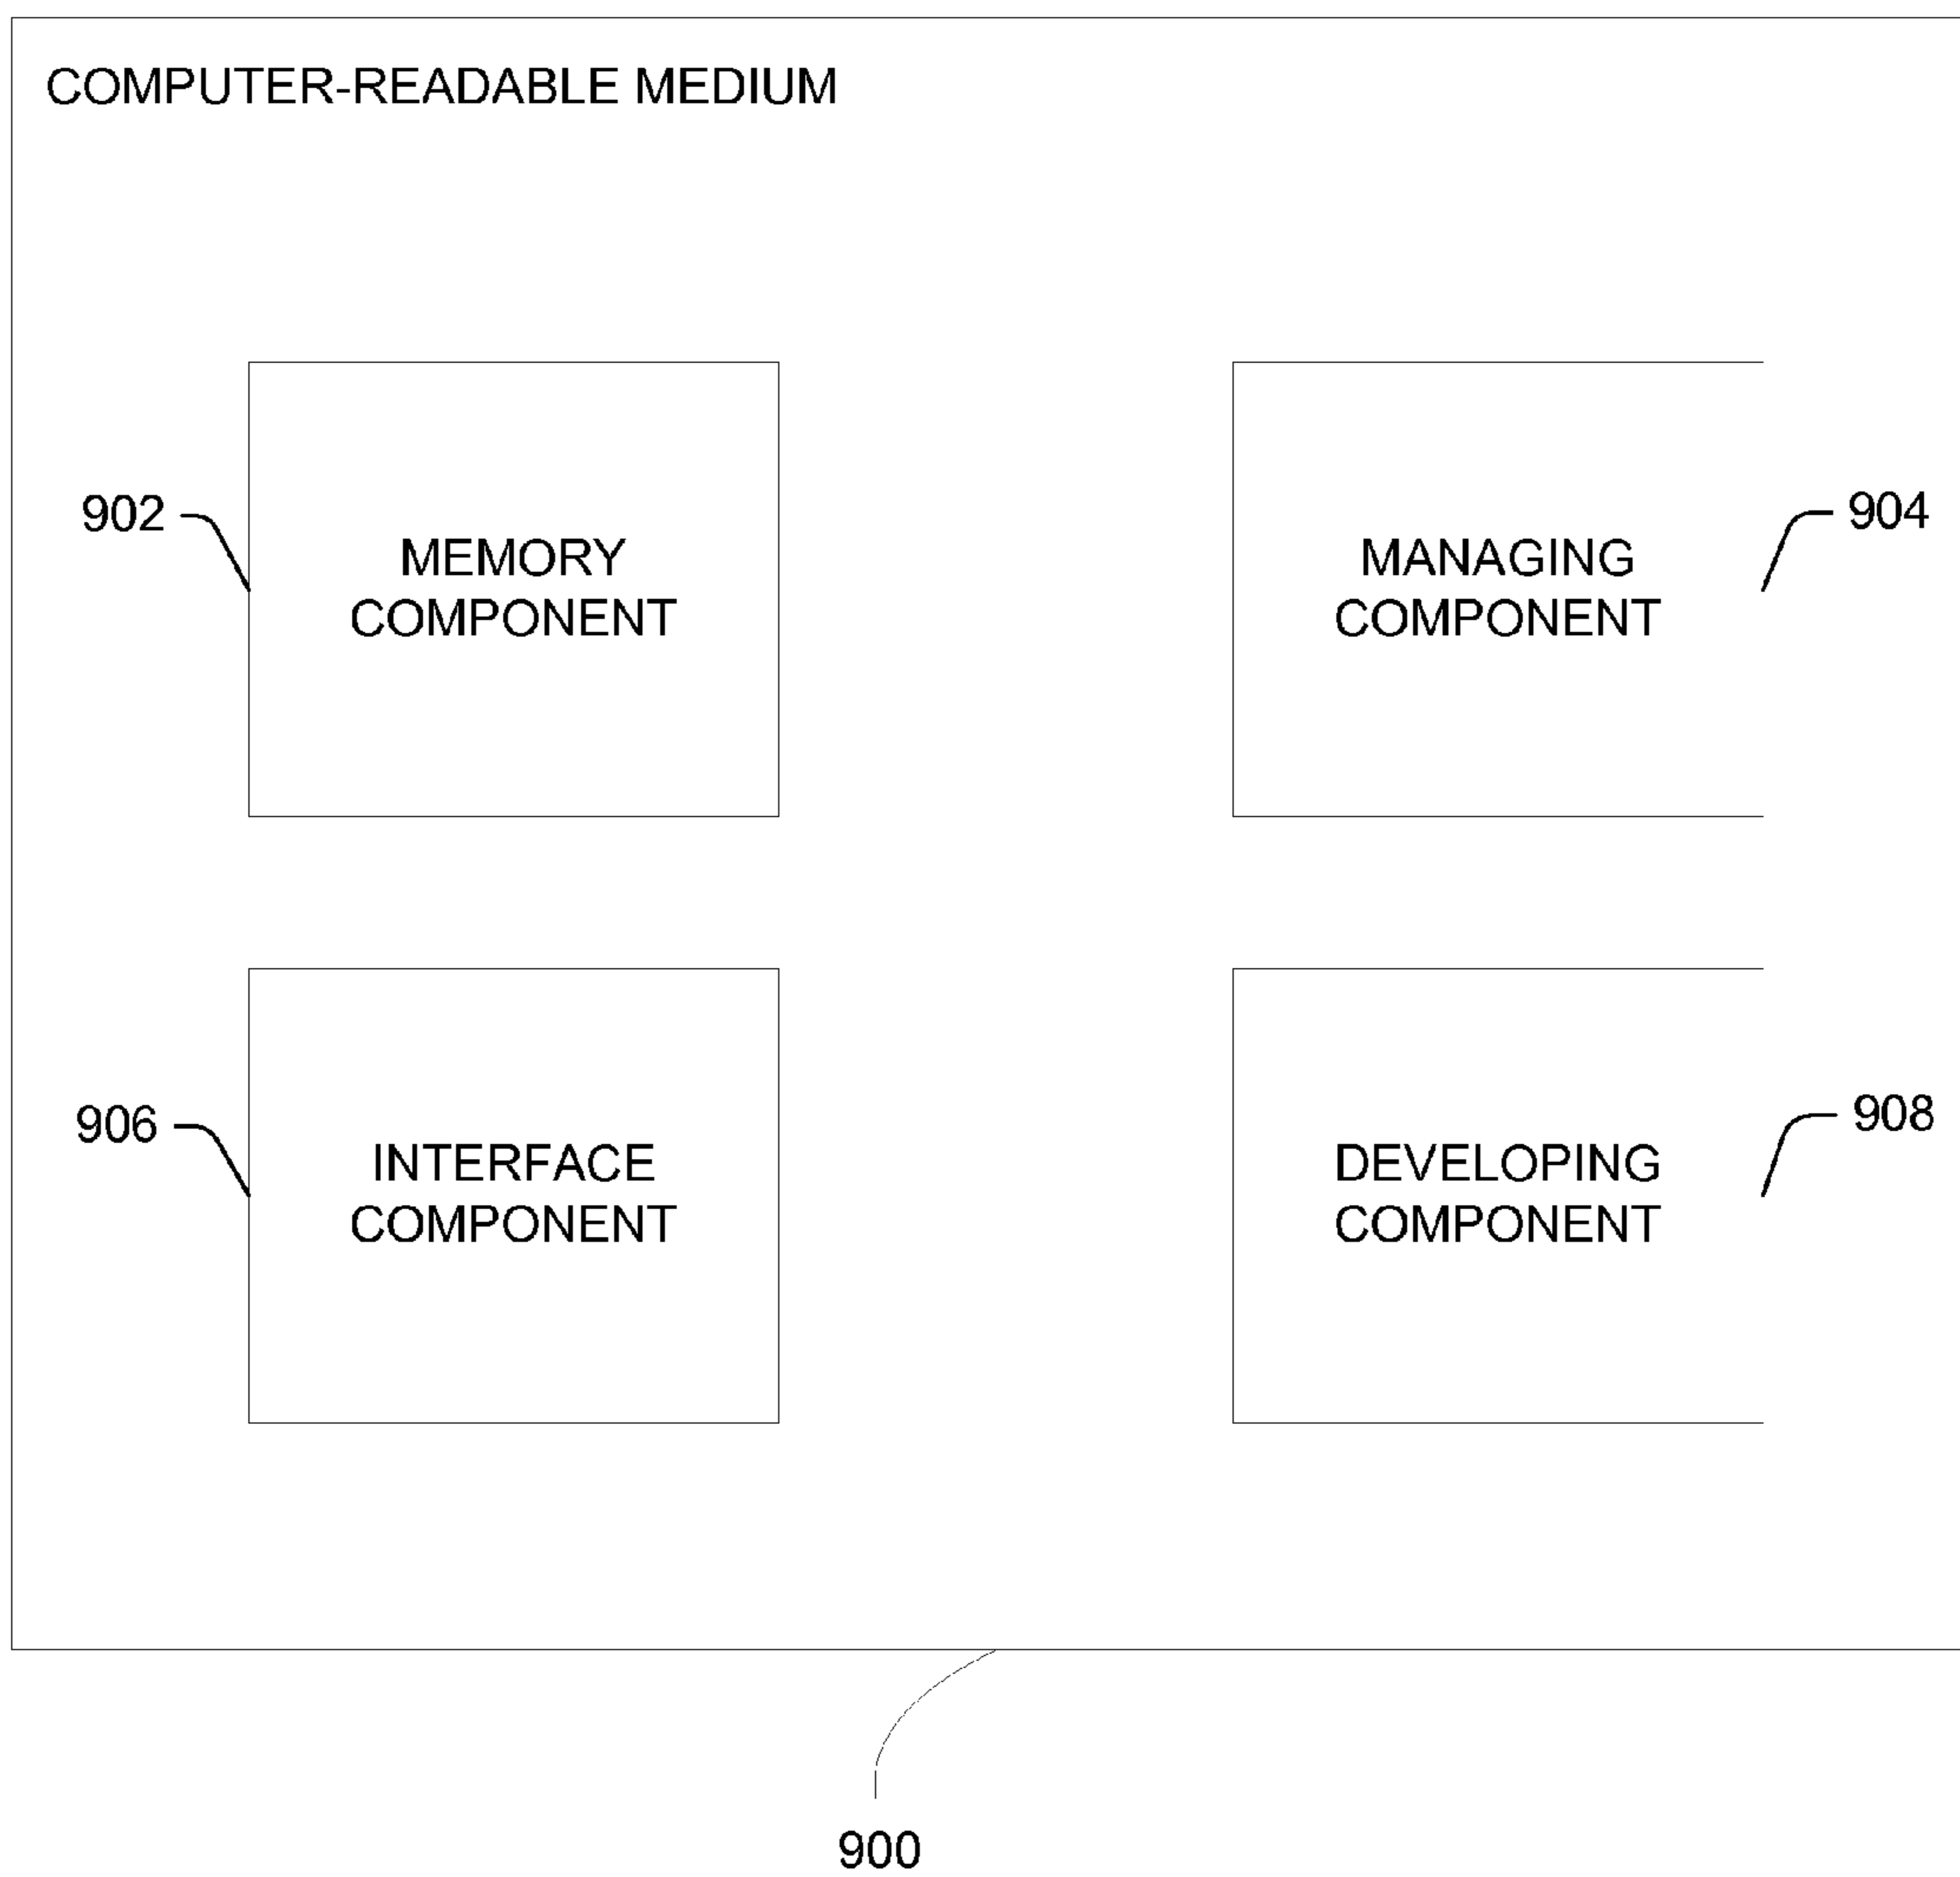 COMPUTER-READABLE MEDIUM
902
MEMORY
COMPONENT
904
MANAGING
COMPONENT
906
INTERFACE
COMPONENT
908
DEVELOPING
COMPONENT
900